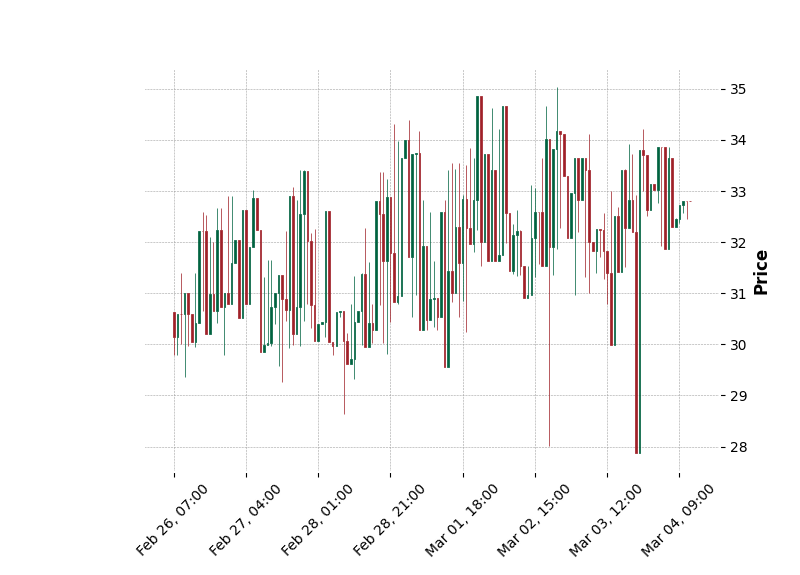 35
34
33
32
31
30
29
28
Price
Feb 26, 07:00
Feb 27, 04:00
Feb 28, 01:00
Feb 28, 21:00
Mar 01, 18:00
Mar 02, 15:00
Mar 03, 12:00
Mar 04, 09:00